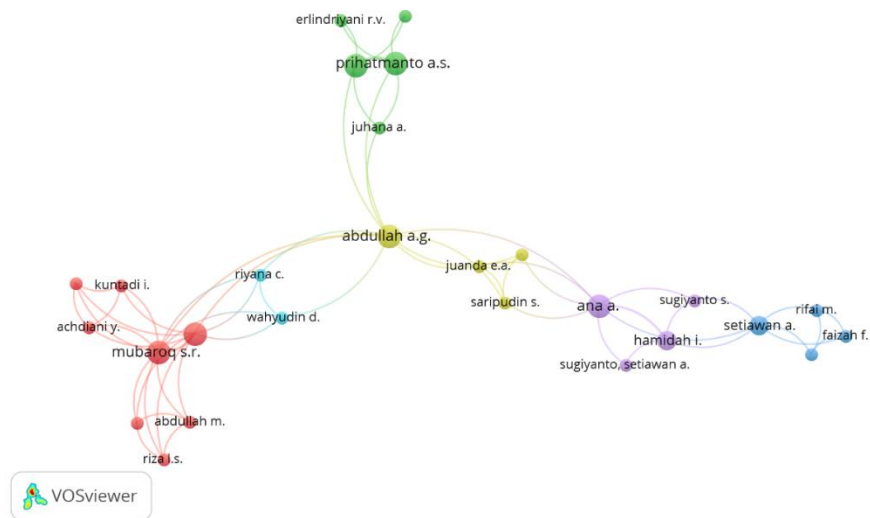 erlindriyani r.v.
prihatmanto a.s.
juhana a.
abdullah a.g.
riyana c.
juanda e.a.
kuntadi i.
saripudin s.
ana a.
sugiyanto s.
rifai m.
achdiani y.
wahyudin d.
setiawan a.
faizah f.
mubaroq s.r.
hamidah i.
sugiyanto, setiawan a.
abdullah m.
riza l.s.
VOSviewer